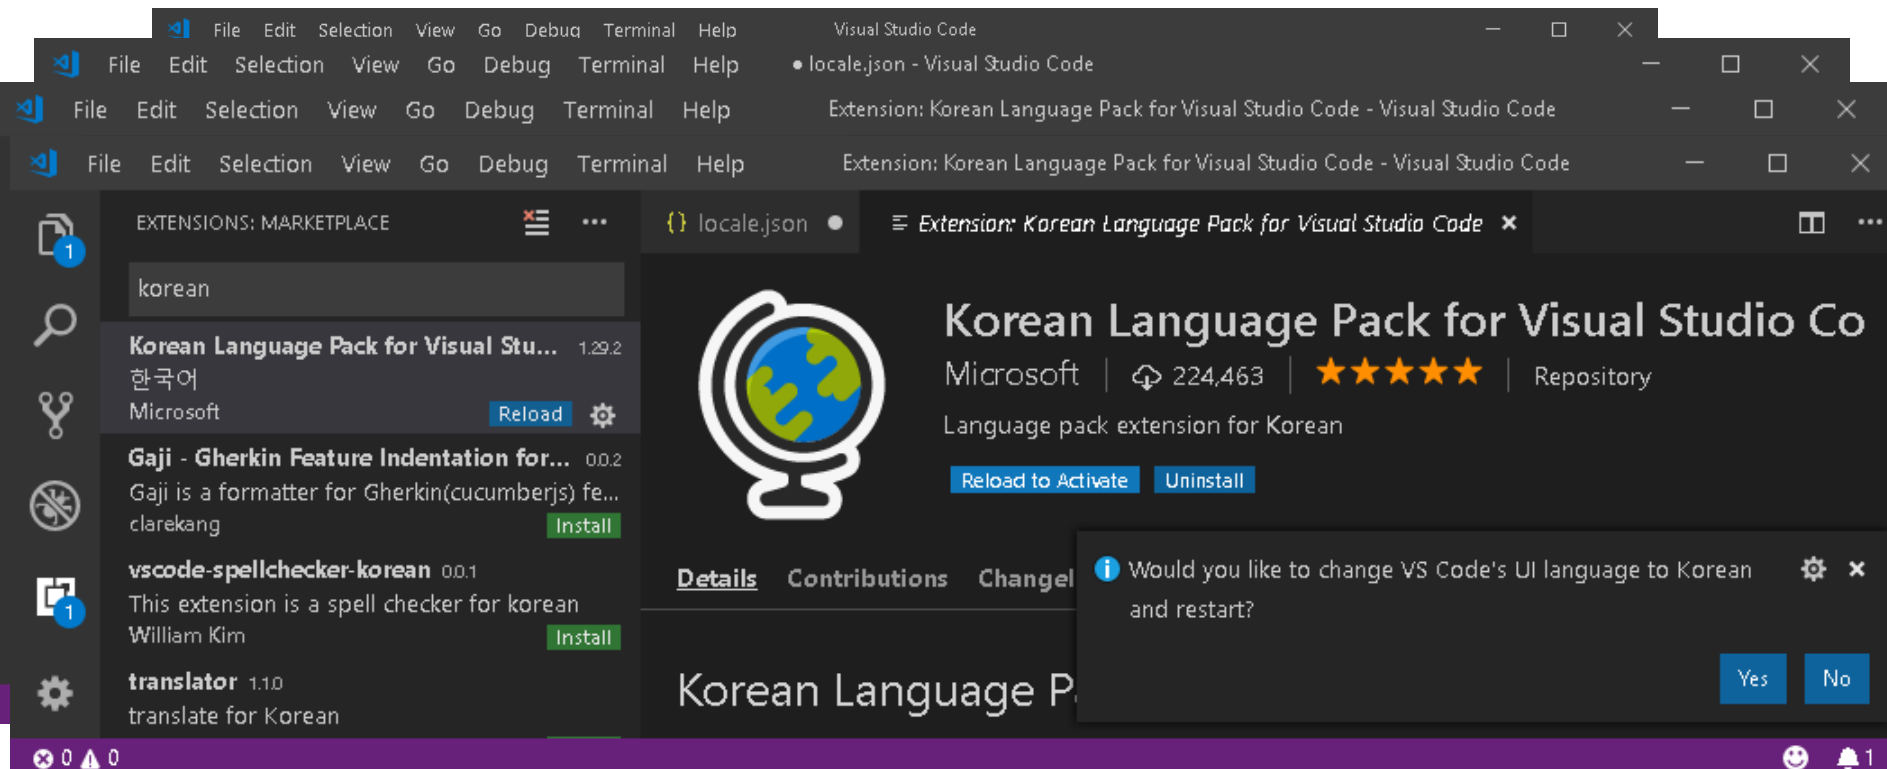 File Edit Selection View Go Debug Terminal Help Visual Studio Code
File Edit Selection View Go Debug Terminal Help ● locale.json - Visual Studio Code
File Edit Selection View Go Debug Terminal Help Extension: Korean Language Pack for Visual Studio Code - Visual Studio Code
File Edit Selection View Go Debug Terminal Help Extension: Korean Language Pack for Visual Studio Code - Visual Studio Code
EXTENSIONS: MARKETPLACE
korean
Korean Language Pack for Visual Stu... 1.29.2
한국어
Microsoft Reload
Gaji - Gherkin Feature Indentation for... 0.0.2
Gaji is a formatter for Gherkin(cucumberjs) fe...
clarekang Install
vscode-spellchecker-korean 0.0.1
This extension is a spell checker for korean
William Kim Install
translator 1.1.0
translate for Korean
1
1
{} locale.json ● Extension: Korean Language Pack for Visual Studio Code
Korean Language Pack for Visual Studio Co
Microsoft 224,463 Repository
Language pack extension for Korean
Reload to Activate Uninstall
Details Contributions Changel
Korean Language P
Would you like to change VS Code's UI language to Korean
and restart?
Yes No
0 0 1